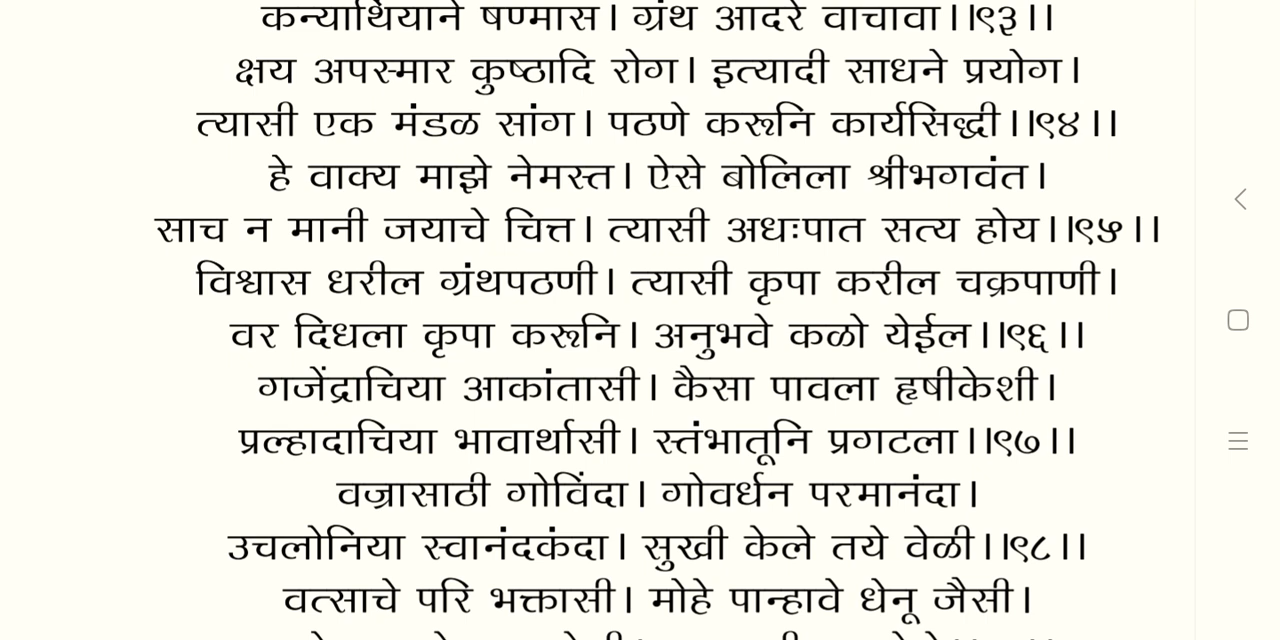 कन्यार्थियाने षण्मास। ग्रंथ आदरे वाचावा।।९३।।
क्षय अपस्मार कुष्ठादि रोग। इत्यादी साधने प्रयोग।
त्यासी एक मंडळ सांग। पठणे करूनि कार्यसिद्धी।।९४।।
हे वाक्य माझे नेमस्त। ऐसे बोलिला श्रीभगवंत।
साच न मानी जयाचे चित्त। त्यासी अधःपात सत्य होय।।९५।।
विश्वास धरील ग्रंथपठणी। त्यासी कृपा करील चक्रपाणी।
वर दिधला कृपा करूनि। अनुभवे कळो येईल।।९६।।
गजेंद्राचिया आकांतासी। कैसा पावला हृषीकेशी।
प्रल्हादाचिया भावार्थासी। स्तंभातूनि प्रगटला।।९७।।
वज्रासाठी गोविंदा। गोवर्धन परमानंदा।
उचलोनिया स्वानंदकंदा। सुखी केले तये वेळी।।९८।।
वत्साचे परि भक्तासी। मोहे पान्हावे धेनू जैसी।